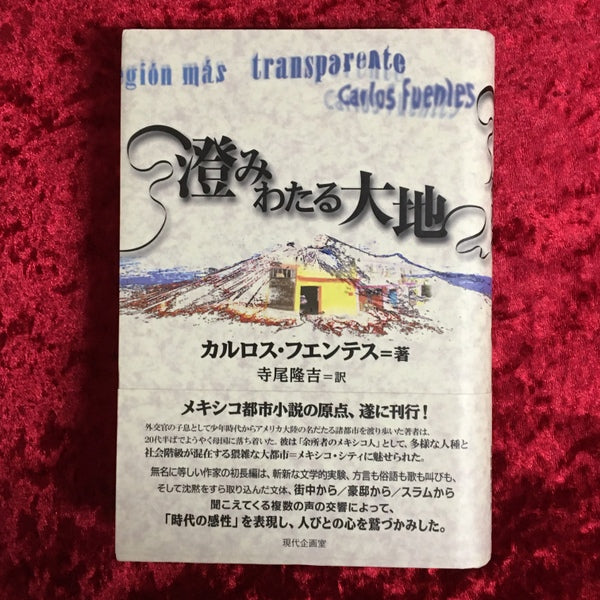 región más transparente
Carlos Fuentes
澄みわたる大地
カルロス・フエンテス=著
寺尾隆吉=訳
メキシコ都市小説の原点、遂に刊行！
外交官の子息として少年時代からアメリカ大陸の名だたる諸都市を渡り歩いた著者は、
20代半ばでようやく母国に落ち着いた。彼は「余所者のメキシコ人」として、多様な人種と
社会階級が混在する猥雑な大都市=メキシコ・シティに魅せられた。
無名に等しい作家の初長編は、斬新な文学的実験、方言も俗語も歌も叫びも、
そして沈黙をすら取り込んだ文体、街中から／豪邸から／スラムから
聞こえてくる複数の声の交響によって、
「時代の感性」を表現し、人びとの心を鷲づかみした。
現代企画室